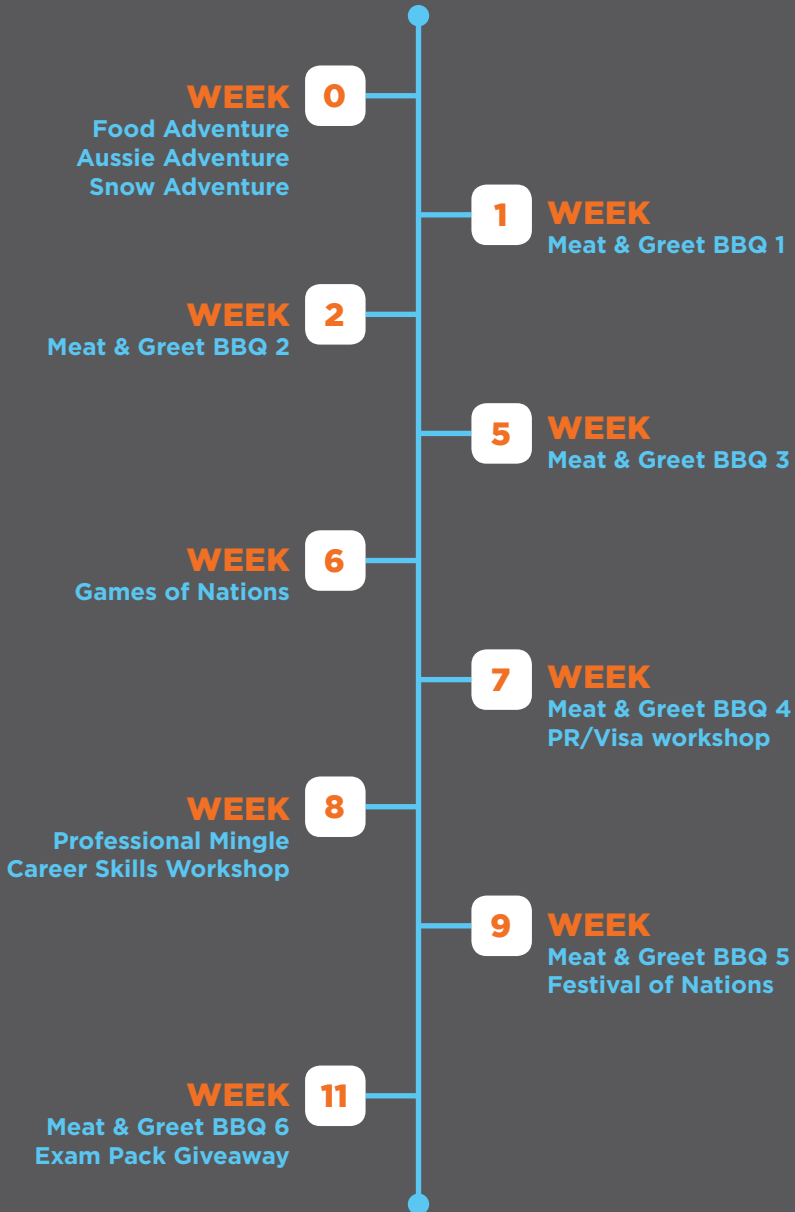 WEEK 0
Food Adventure
Aussie Adventure
Snow Adventure
1 WEEK
Meat & Greet BBQ 1
WEEK 2
Meat & Greet BBQ 2
5 WEEK
Meat & Greet BBQ 3
WEEK 6
Games of Nations
7 WEEK
Meat & Greet BBQ 4
PR/Visa workshop
WEEK 8
Professional Mingle
Career Skills Workshop
9 WEEK
Meat & Greet BBQ 5
Festival of Nations
WEEK 11
Meat & Greet BBQ 6
Exam Pack Giveaway